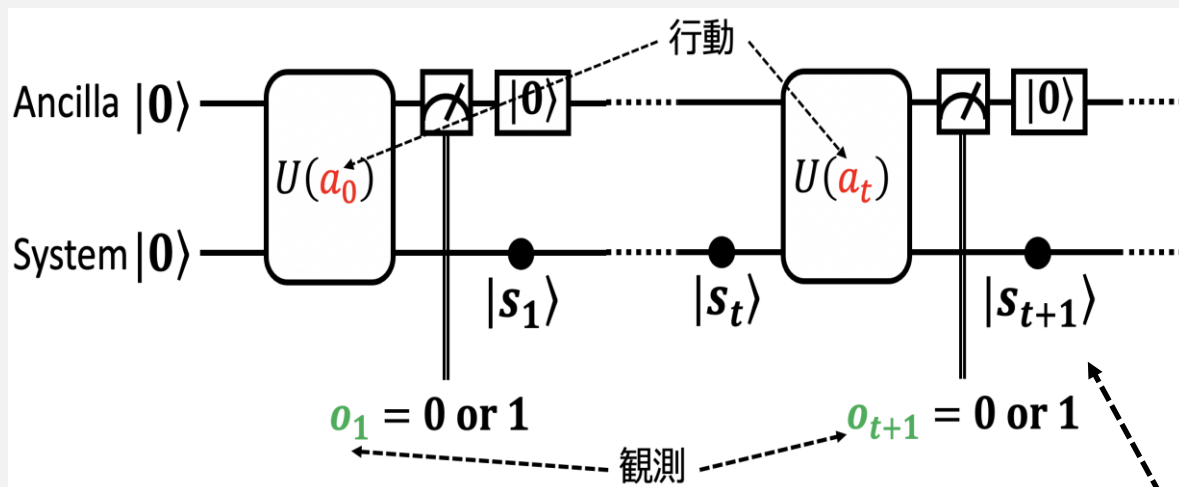 行動
Ancilla |0⟩ |0⟩ |0⟩
U(a₀) U(aₜ)
System |0⟩
|s₁⟩ |sₜ⟩ |sₜ₊₁⟩
o₁ = 0 or 1 oₜ₊₁ = 0 or 1
観測